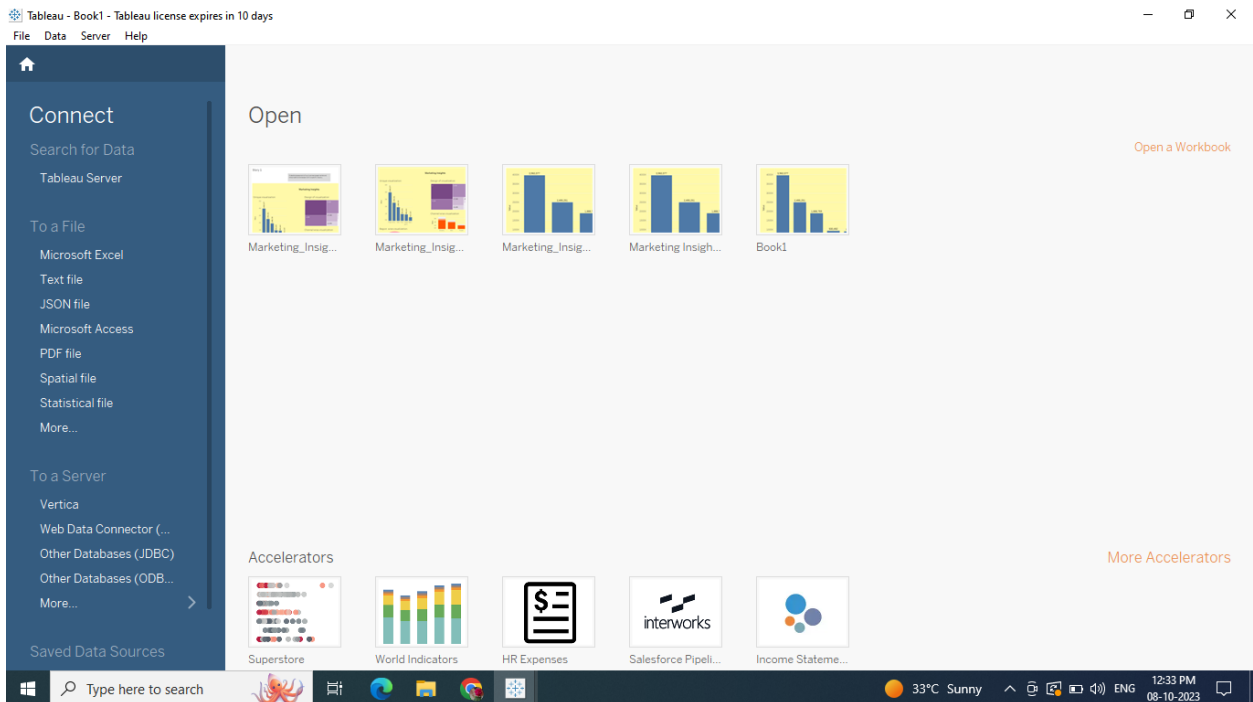 Tableau - Book1 - Tableau license expires in 10 days
File Data Server Help
Connect
Search for Data
Tableau Server
To a File
Microsoft Excel
Text file
JSON file
Microsoft Access
PDF file
Spatial file
Statistical file
More...
To a Server
Vertica
Web Data Connector (...
Other Databases (JDBC)
Other Databases (ODB...
More...
Saved Data Sources
Open
Open a Workbook
Marketing_Insig... Marketing_Insig... Marketing_Insig... Marketing Insigh... Book1
Accelerators
More Accelerators
interworks
Superstore World Indicators HR Expenses Salesforce Pipeli... Income Stateme...
Type here to search
33°C Sunny
ENG
12:33 PM
08-10-2023